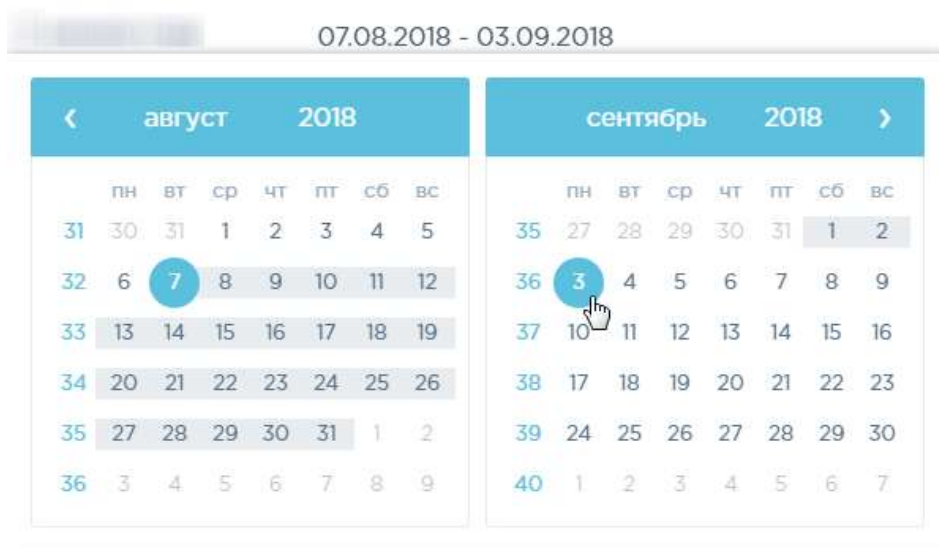 07.08.2018 - 03.09.2018
август 2018
пн вт ср чт пт сб вс
31 30 31 1 2 3 4 5
32 6 7 8 9 10 11 12
33 13 14 15 16 17 18 19
34 20 21 22 23 24 25 26
35 27 28 29 30 31 1 2
36 3 4 5 6 7 8 9
сентябрь 2018
пн вт ср чт пт сб вс
35 27 28 29 30 31 1 2
36 3 4 5 6 7 8 9
37 10 11 12 13 14 15 16
38 17 18 19 20 21 22 23
39 24 25 26 27 28 29 30
40 1 2 3 4 5 6 7